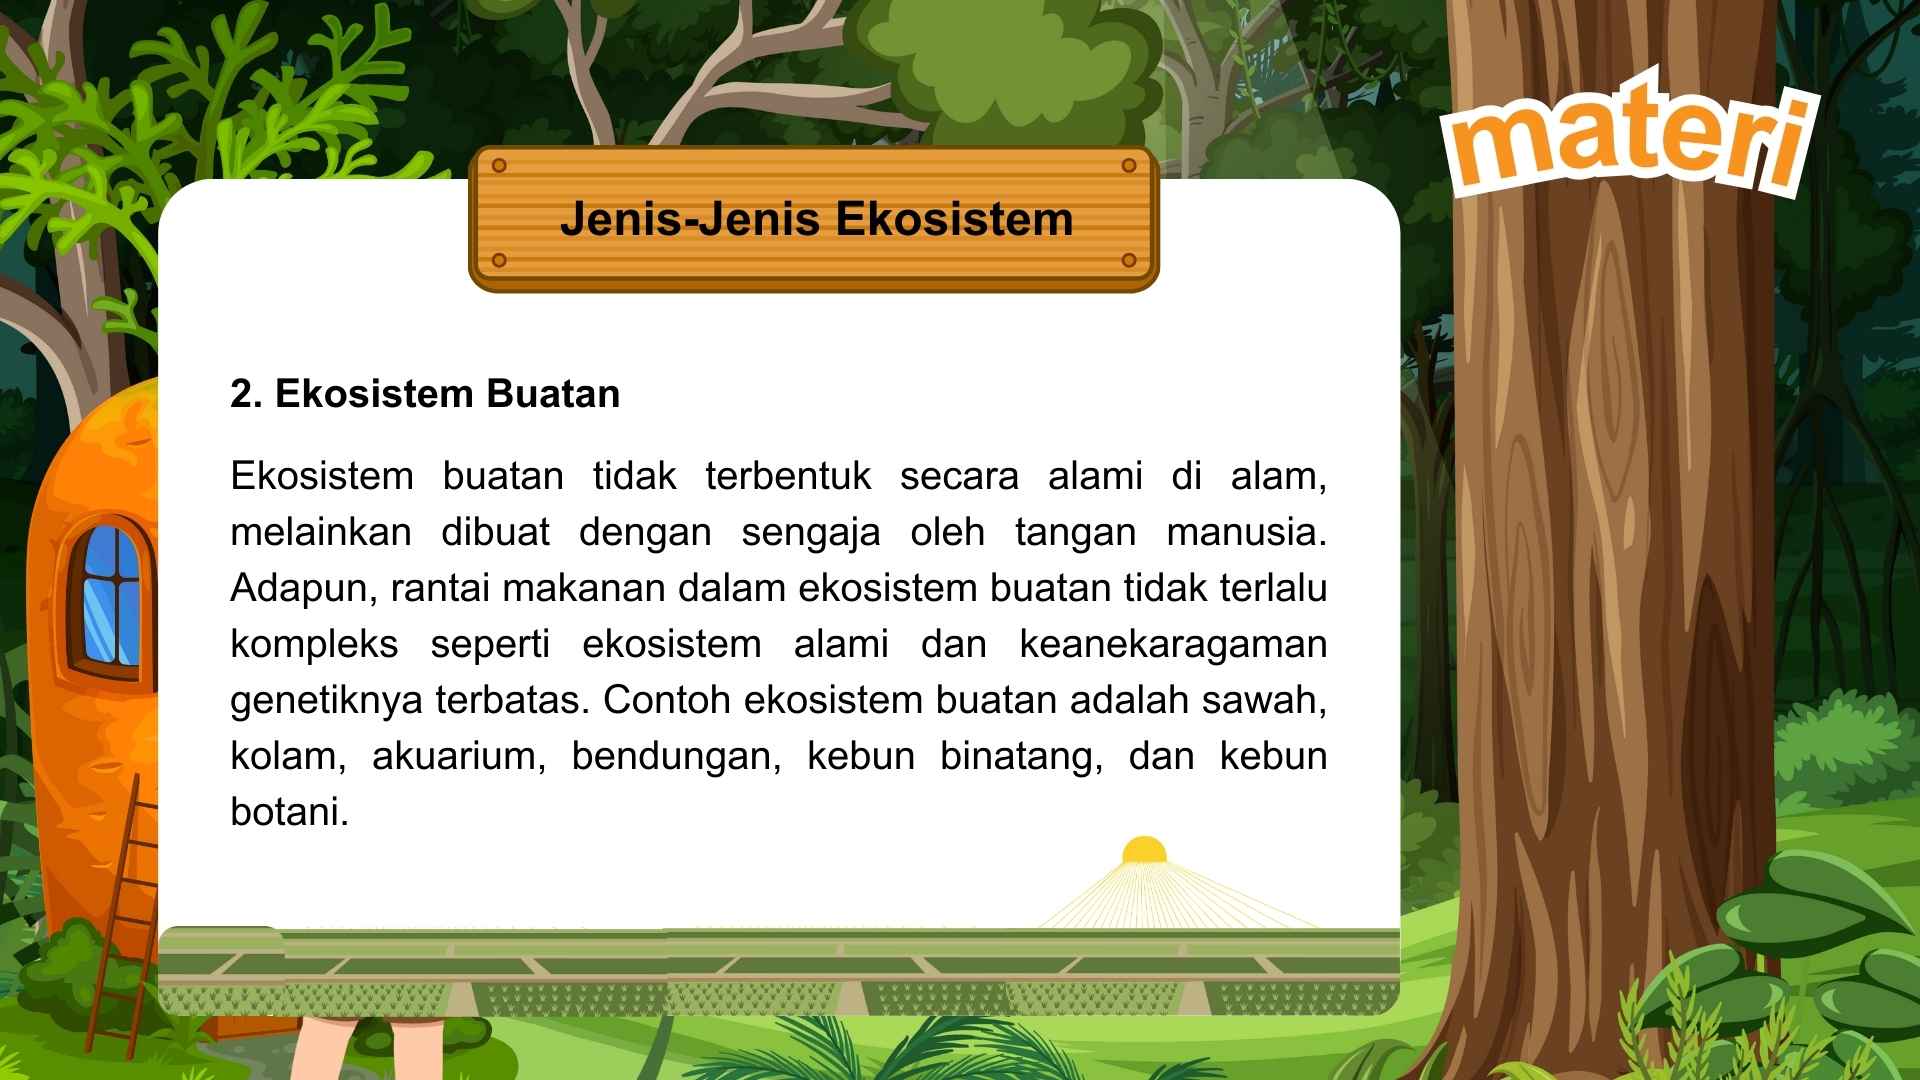 materi
Jenis-Jenis Ekosistem
2. Ekosistem Buatan
Ekosistem buatan tidak terbentuk secara alami di alam,
melainkan dibuat dengan sengaja oleh tangan manusia.
Adapun, rantai makanan dalam ekosistem buatan tidak terlalu
kompleks seperti ekosistem alami dan keanekaragaman
genetiknya terbatas. Contoh ekosistem buatan adalah sawah,
kolam, akuarium, bendungan, kebun binatang, dan kebun
botani.